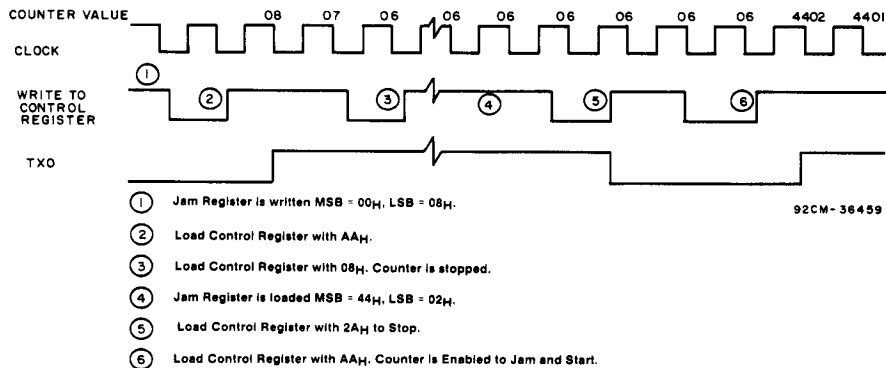 COUNTER VALUE 08 07 06 06 06 06 06 06 06 4402 4401
CLOCK
①
WRITE TO CONTROL REGISTER ② ③ ④ ⑤ ⑥
TXO
① Jam Register is written MSB = 00H, LSB = 08H.
92CM-36459
② Load Control Register with AAH.
③ Load Control Register with 08H. Counter is stopped.
④ Jam Register is loaded MSB = 44H, LSB = 02H.
⑤ Load Control Register with 2AH to Stop.
⑥ Load Control Register with AAH. Counter is Enabled to Jam and Start.